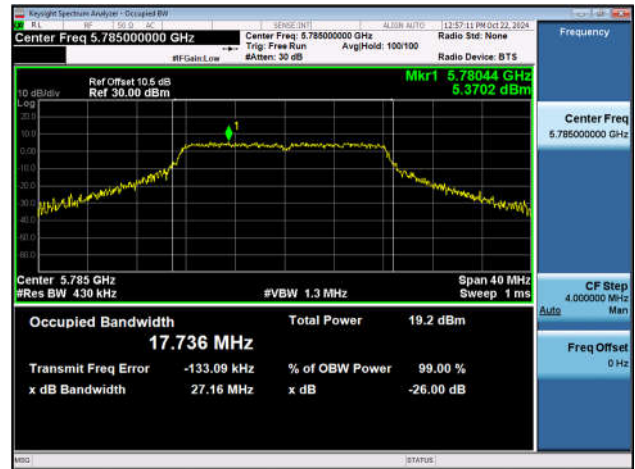 Keysight Spectrum Analyzer - Occupied BW
RL RF 50 Ω AC SENSE:INT ALIGN AUTO 12:57:11 PM Oct 22, 2024
Center Freq 5.785000000 GHz
Center Freq: 5.785000000 GHz
Radio Std: None
Trig: Free Run Avg|Hold: 100/100
#IFGain:Low #Atten: 30 dB Radio Device: BTS
Frequency
Ref Offset 10.6 dB
Mkr1 5.78044 GHz
10 dB/div Ref 30.00 dBm 5.3702 dBm
Log
20.0
10.0
0.00
10.0
20.0
30.0
40.0
50.0
60.0
1
Center Freq
5.785000000 GHz
Center 5.785 GHz Span 40 MHz
#Res BW 430 kHz #VBW 1.3 MHz Sweep 1 ms
CF Step
4.000000 MHz
Auto Man
Occupied Bandwidth Total Power 19.2 dBm
17.736 MHz
Transmit Freq Error -133.09 kHz % of OBW Power 99.00 %
x dB Bandwidth 27.16 MHz x dB -26.00 dB
Freq Offset
0 Hz
MSG STATUS